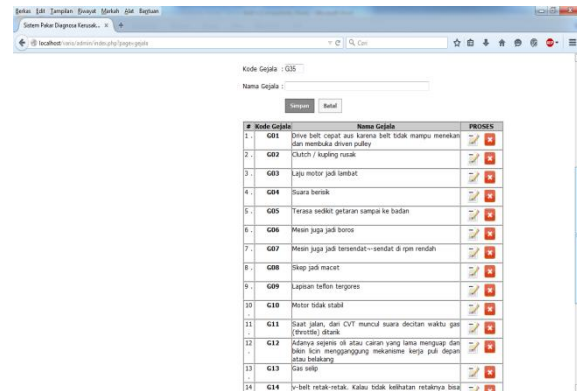 Berkas Edit Tampilan Riwayat Markah Alat Bantuan
Sistem Pakar Diagnosa Kerusak... × +
localhost/vario/admin/index.php?page=gejala
Cari
Kode Gejala : G35
Nama Gejala :
Simpan Batal
# Kode Gejala Nama Gejala PROSES
1 . G01 Drive belt cepat aus karena belt tidak mampu menekan
dan membuka driven pulley
2 . G02 Clutch / kupling rusak
3 . G03 Laju motor jadi lambat
4 . G04 Suara berisik
5 . G05 Terasa sedikit getaran sampai ke badan
6 . G06 Mesin juga jadi boros
7 . G07 Mesin juga jadi tersendat--sendat di rpm rendah
8 . G08 Skep jadi macet
9 . G09 Lapisan teflon tergores
10 . G10 Motor tidak stabil
11 . G11 Saat jalan, dari CVT muncul suara decitan waktu gas
(throttle) ditarik
12 . G12 Adanya sejenis oli atau cairan yang lama menguap dan
bikin licin mengganggung mekanisme kerja puli depan
atau belakang
13 . G13 Gas selip
14 G14 v-belt retak-retak. Kalau tidak kelihatan retaknya bisa